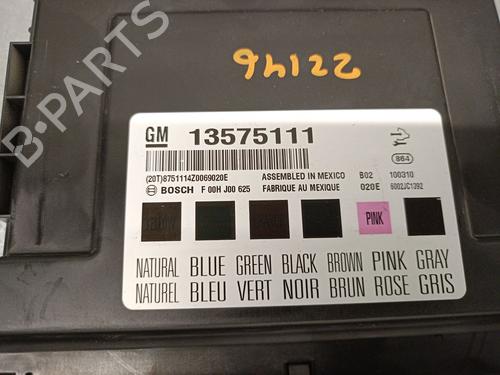 B-PARTS
22146
GM 13575111
(20T)8751114Z0069020E ASSEMBLED IN MEXICO B02 100310
BOSCH F 00H J00 625 FABRIQUE AU MEXIQUE 020E 6002JC1392
864
PINK
NATURAL BLUE GREEN BLACK BROWN PINK GRAY
NATUREL BLEU VERT NOIR BRUN ROSE GRIS